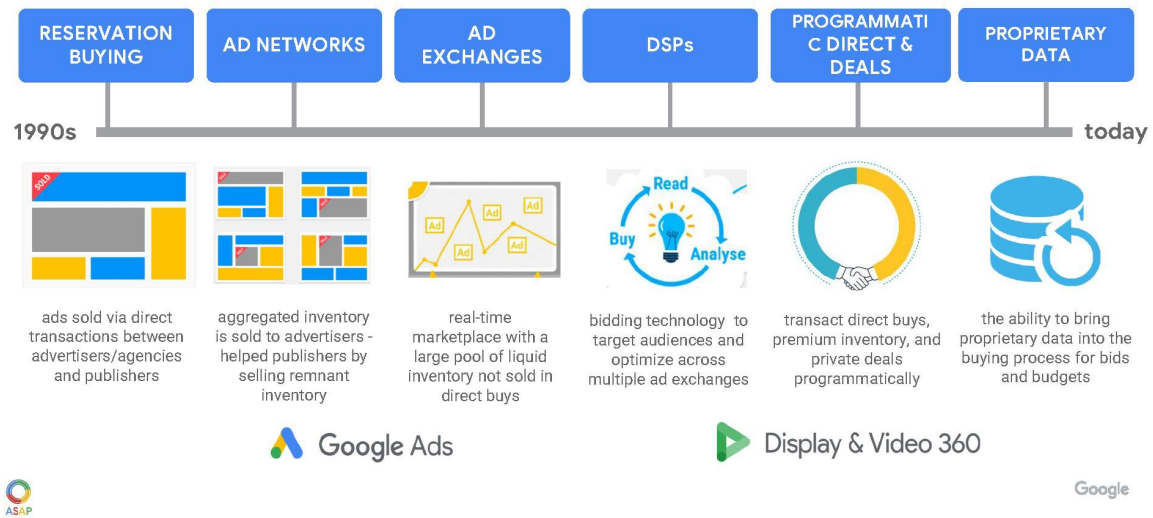 RESERVATION
BUYING
AD NETWORKS
AD
EXCHANGES
DSPs
PROGRAMMATI
C DIRECT &
DEALS
PROPRIETARY
DATA
1990s
today
SOLD
Ad
Ad
Ad
Ad
Read
Buy
Analyse
ads sold via direct
transactions between
advertisers/agencies
and publishers
aggregated inventory
is sold to advertisers -
helped publishers by
selling remnant
inventory
real-time
marketplace with a
large pool of liquid
inventory not sold in
direct buys
bidding technology to
target audiences and
optimize across
multiple ad exchanges
transact direct buys,
premium inventory, and
private deals
programmatically
the ability to bring
proprietary data into the
buying process for bids
and budgets
Google Ads
Display & Video 360
ASAP
Google